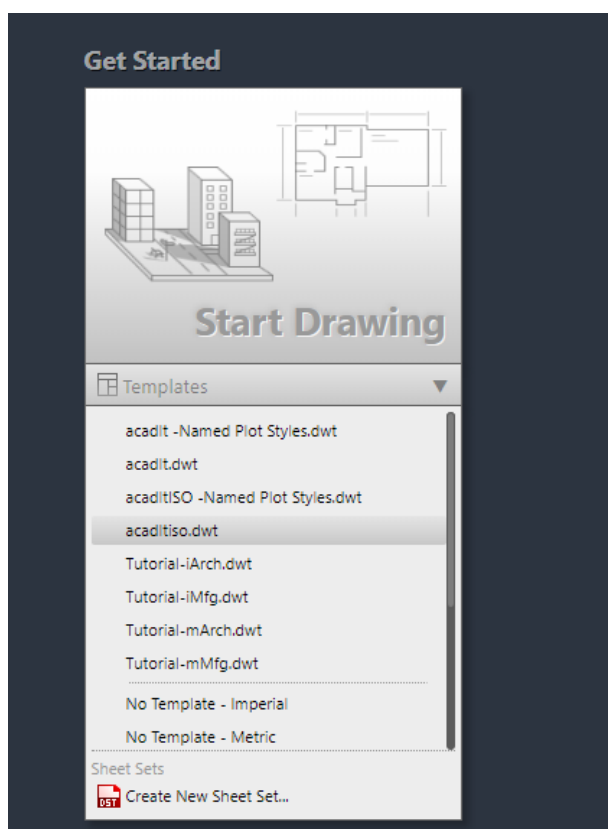 Get Started
Start Drawing
Templates
acadlt -Named Plot Styles.dwt
acadlt.dwt
acadltISO -Named Plot Styles.dwt
acadltiso.dwt
Tutorial-iArch.dwt
Tutorial-iMfg.dwt
Tutorial-mArch.dwt
Tutorial-mMfg.dwt
No Template - Imperial
No Template - Metric
Sheet Sets
DST Create New Sheet Set...